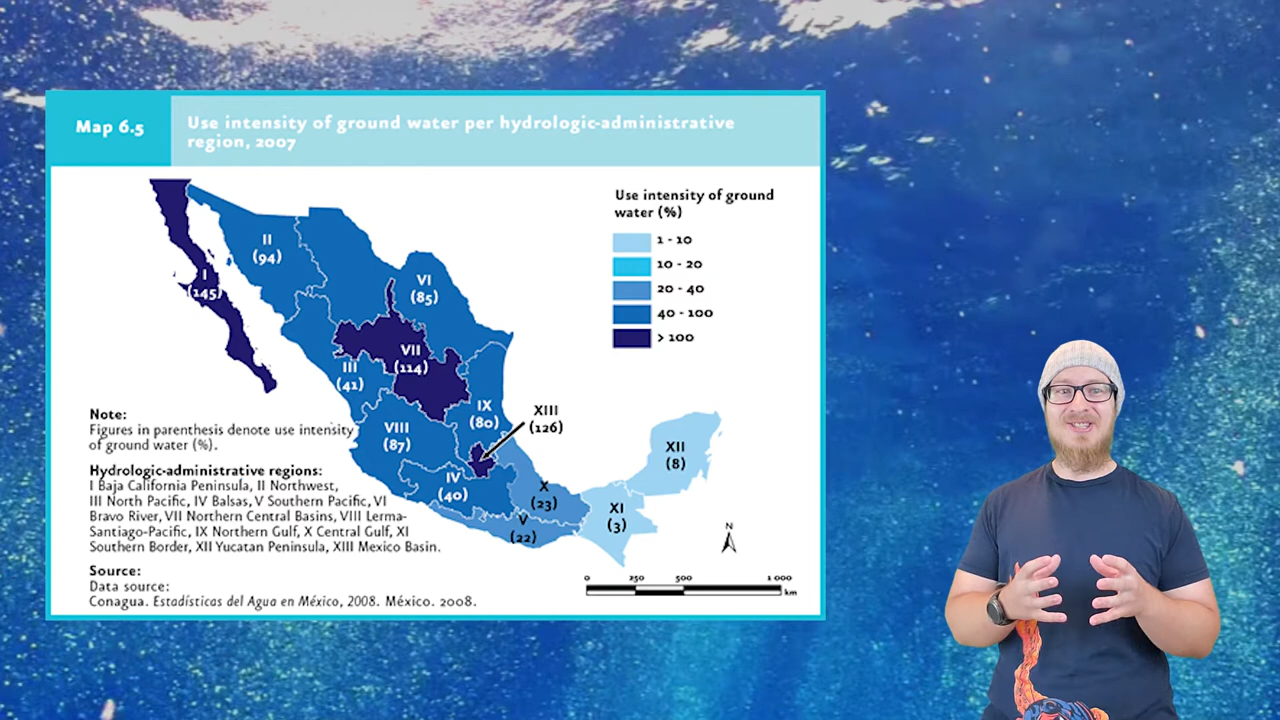 Map 6.5
Use intensity of ground water per hydrologic-administrative
region, 2007
Use intensity of ground
water (%)
1 - 10
10 - 20
20 - 40
40 - 100
> 100
I
(145)
II
(94)
VI
(85)
VII
(114)
III
(41)
VIII
(87)
IX
(80)
XIII
(126)
IV
(40)
X
(23)
V
(22)
XI
(3)
XII
(8)
Note:
Figures in parenthesis denote use intensity
of ground water (%).
Hydrologic-administrative regions:
I Baja California Peninsula, II Northwest,
III North Pacific, IV Balsas, V Southern Pacific, VI
Bravo River, VII Northern Central Basins, VIII Lerma-
Santiago-Pacific, IX Northern Gulf, X Central Gulf, XI
Southern Border, XII Yucatan Peninsula, XIII Mexico Basin.
Source:
Data source:
Conagua. Estadísticas del Agua en México, 2008. México. 2008.
N
0 250 500 1 000
km